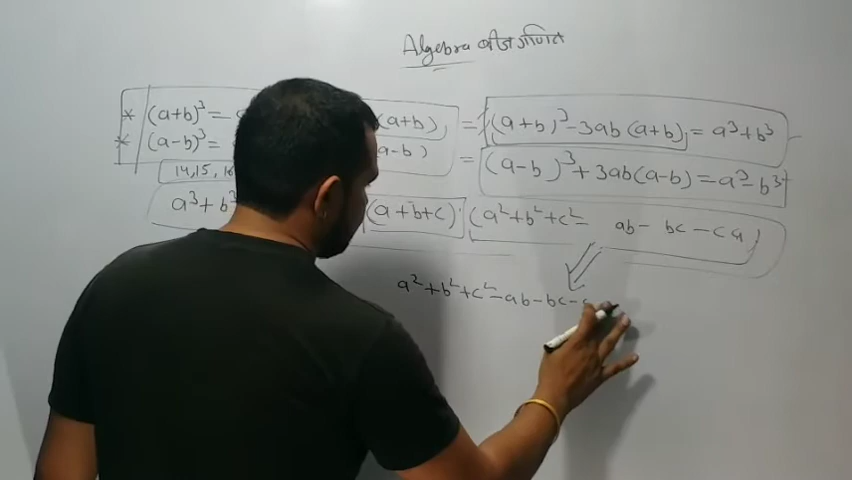 Algebra बीजगणित
* (a+b)³ = (a+b) = (a+b)³-3ab(a+b) = a³+b³
* (a-b)³ = a-b) = (a-b)³+3ab(a-b) = a³-b³
14,15, 16
a³+b³ (a+b+c) (a²+b²+c²- ab- bc-ca)
a²+b²+c²-ab-bc-